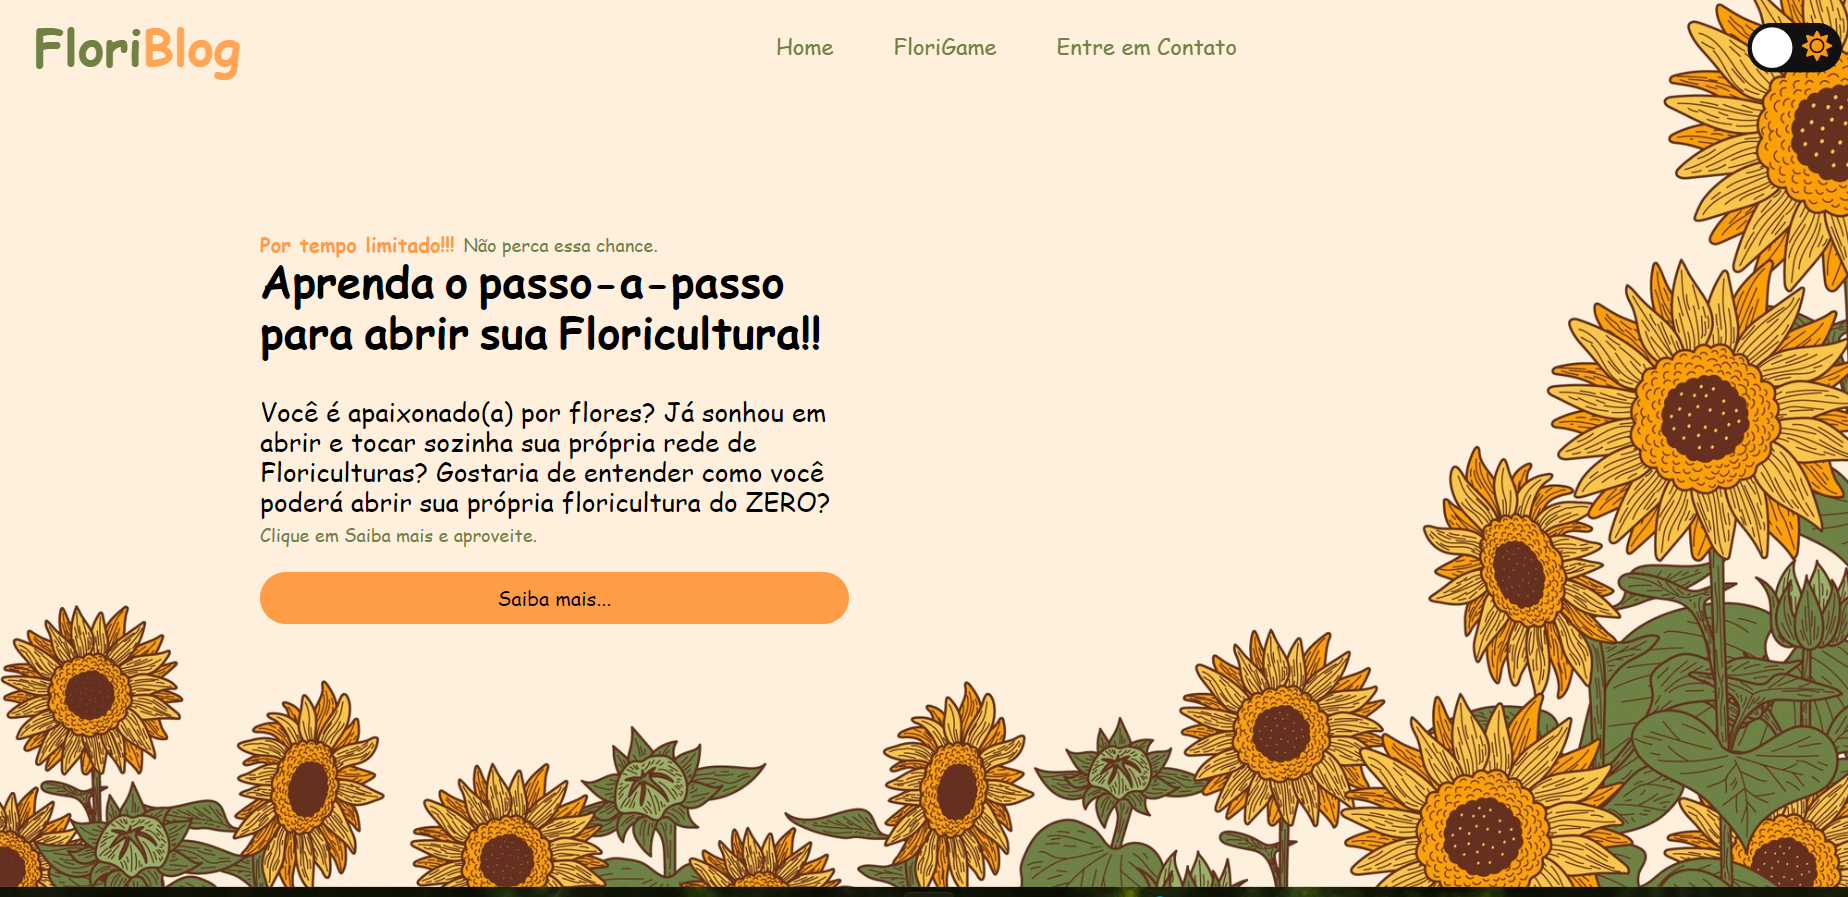 FloriBlog
Home
FloriGame
Entre em Contato
Por tempo limitado!!! Não perca essa chance.
Aprenda o passo-a-passo
para abrir sua Floricultura!!
Você é apaixonado(a) por flores? Já sonhou em
abrir e tocar sozinha sua própria rede de
Floriculturas? Gostaria de entender como você
poderá abrir sua própria floricultura do ZERO?
Clique em Saiba mais e aproveite.
Saiba mais...